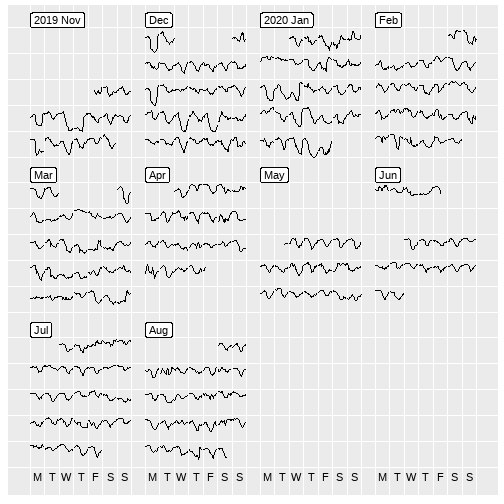 2019 Nov Dec 2020 Jan Feb
Mar Apr May Jun
Jul Aug
M T W T F S S M T W T F S S M T W T F S S M T W T F S S